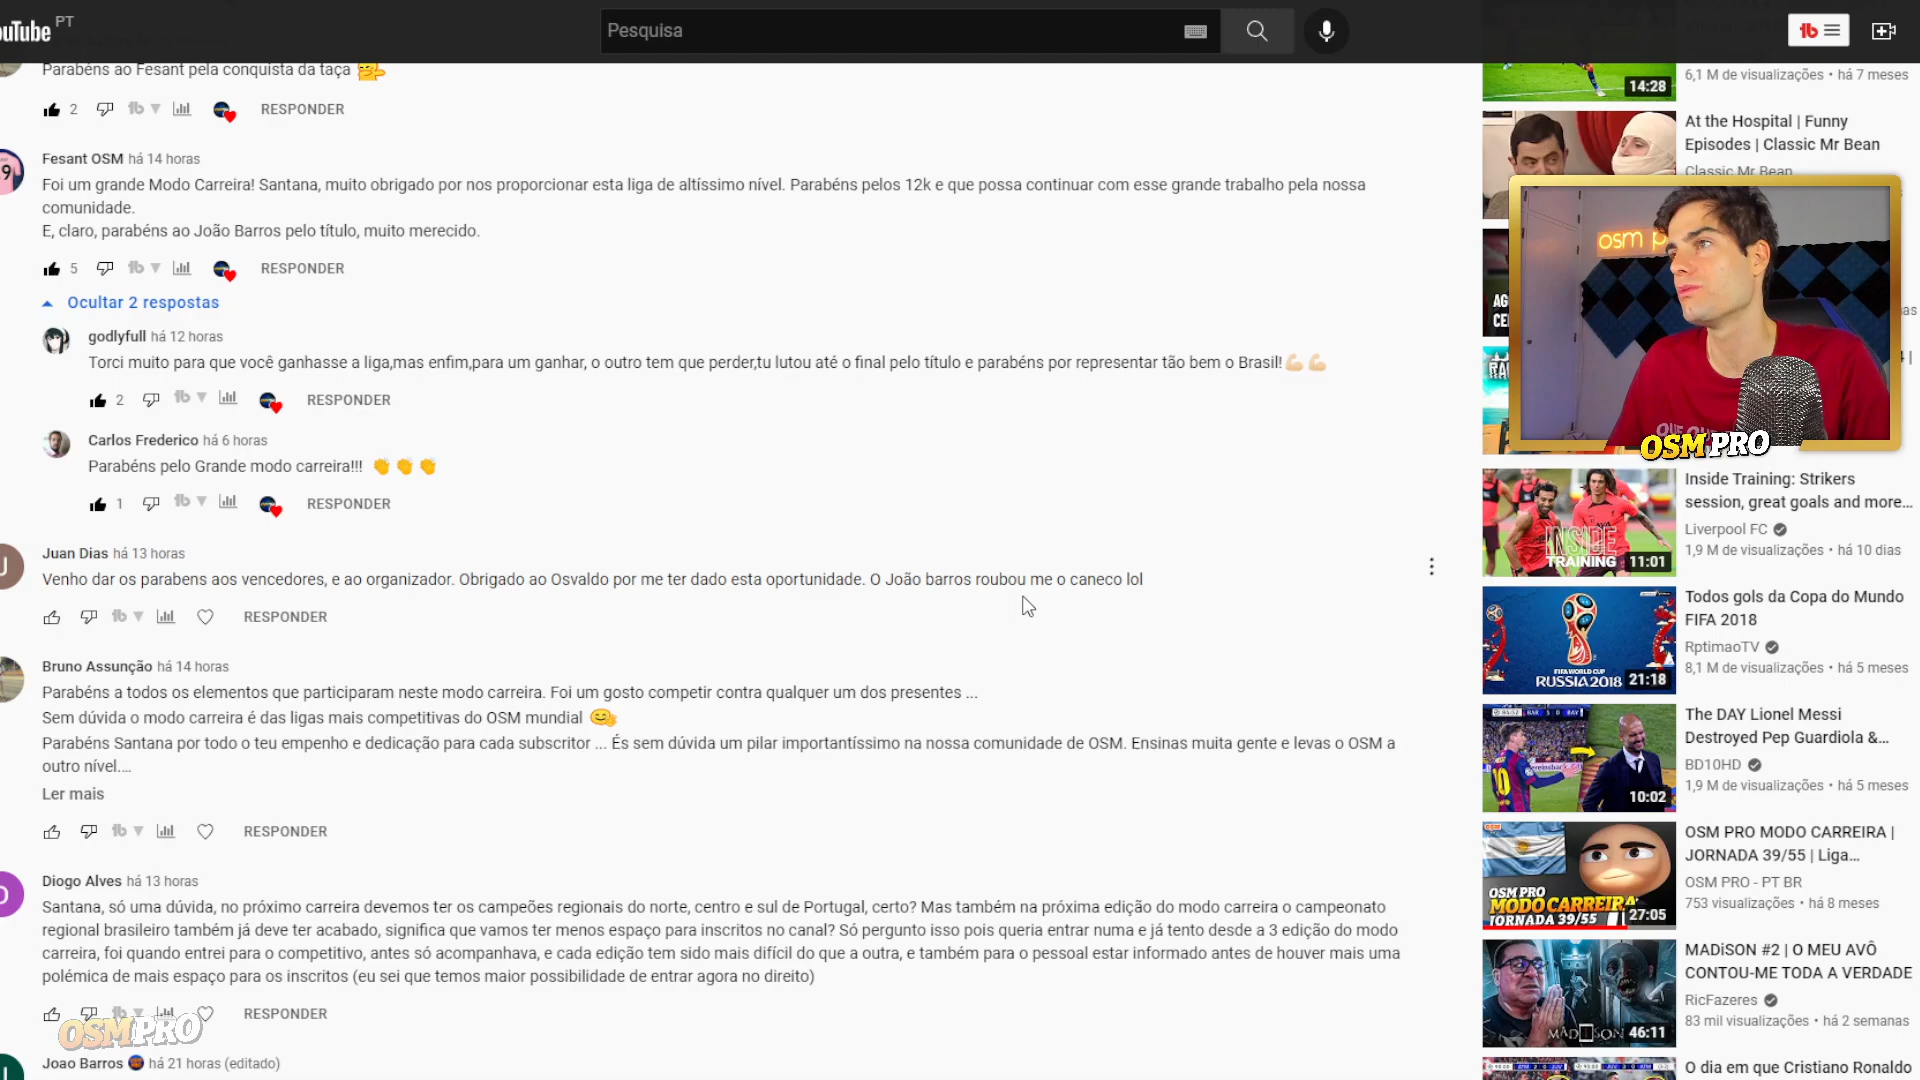 ouTube PT
Pesquisa
Parabéns ao Fesant pela conquista da taça
2 RESPONDER
Fesant OSM há 14 horas
Foi um grande Modo Carreira! Santana, muito obrigado por nos proporcionar esta liga de altíssimo nível. Parabéns pelos 12k e que possa continuar com esse grande trabalho pela nossa
comunidade.
E, claro, parabéns ao João Barros pelo título, muito merecido.
5 RESPONDER
Ocultar 2 respostas
godlyfull há 12 horas
Torci muito para que você ganhasse a liga,mas enfim,para um ganhar, o outro tem que perder,tu lutou até o final pelo título e parabéns por representar tão bem o Brasil!💪🏻💪🏻
2 RESPONDER
Carlos Frederico há 6 horas
Parabéns pelo Grande modo carreira!!! 👏 👏 👏
1 RESPONDER
Juan Dias há 13 horas
Venho dar os parabens aos vencedores, e ao organizador. Obrigado ao Osvaldo por me ter dado esta oportunidade. O João barros roubou me o caneco lol
RESPONDER
Bruno Assunção há 14 horas
Parabéns a todos os elementos que participaram neste modo carreira. Foi um gosto competir contra qualquer um dos presentes ...
Sem dúvida o modo carreira é das ligas mais competitivas do OSM mundial
Parabéns Santana por todo o teu empenho e dedicação para cada subscritor ... És sem dúvida um pilar importantíssimo na nossa comunidade de OSM. Ensinas muita gente e levas o OSM a
outro nível....
Ler mais
RESPONDER
Diogo Alves há 13 horas
Santana, só uma dúvida, no próximo carreira devemos ter os campeões regionais do norte, centro e sul de Portugal, certo? Mas também na próxima edição do modo carreira o campeonato
regional brasileiro também já deve ter acabado, significa que vamos ter menos espaço para inscritos no canal? Só pergunto isso pois queria entrar numa e já tento desde a 3 edição do modo
carreira, foi quando entrei para o competitivo, antes só acompanhava, e cada edição tem sido mais difícil do que a outra, e também para o pessoal estar informado antes de houver mais uma
polémica de mais espaço para os inscritos (eu sei que temos maior possibilidade de entrar agora no direito)
RESPONDER
OSM PRO
Joao Barros há 21 horas (editado)
14:28
6,1 M de visualizações • há 7 meses
At the Hospital | Funny
Episodes | Classic Mr Bean
Classic Mr Bean
osm p
OSM PRO
INSIDE
TRAINING
11:01
Inside Training: Strikers
session, great goals and more...
Liverpool FC
1,9 M de visualizações • há 10 dias
FIFA WORLD CUP
RUSSIA 2018
21:18
Todos gols da Copa do Mundo
FIFA 2018
RptimaoTV
8,1 M de visualizações • há 5 meses
10
10:02
The DAY Lionel Messi
Destroyed Pep Guardiola &...
BD10HD
1,9 M de visualizações • há 5 meses
OSM PRO
MODO CARREIRA
JORNADA 39/55
27:05
OSM PRO MODO CARREIRA |
JORNADA 39/55 | Liga...
OSM PRO - PT BR
753 visualizações • há 8 meses
MADISON
46:11
MADiSON #2 | O MEU AVÔ
CONTOU-ME TODA A VERDADE
RicFazeres
83 mil visualizações • há 2 semanas
O dia em que Cristiano Ronaldo